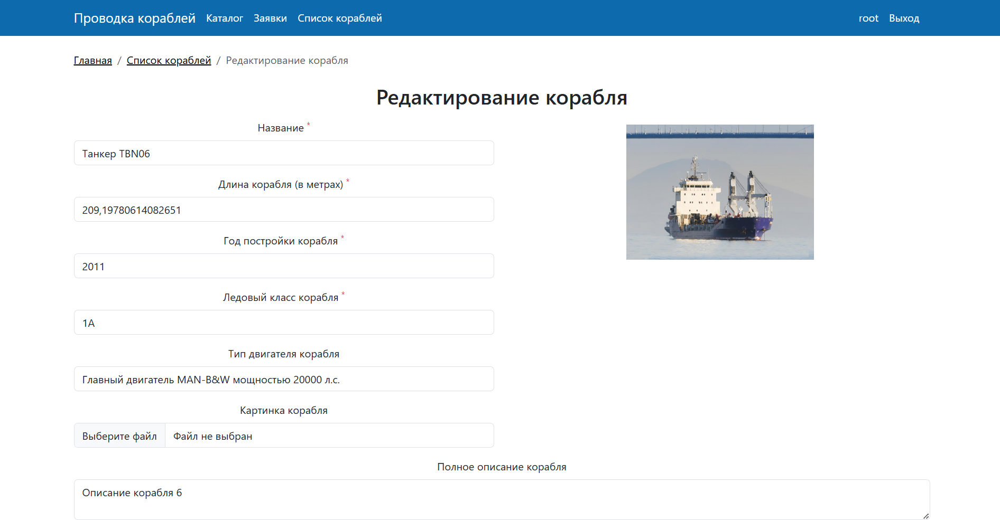 Проводка кораблей Каталог Заявки Список кораблей root Выход
Главная / Список кораблей / Редактирование корабля
Редактирование корабля
Название *
Танкер TBN06
Длина корабля (в метрах) *
209,19780614082651
Год постройки корабля *
2011
Ледовый класс корабля *
1A
Тип двигателя корабля
Главный двигатель MAN-B&W мощностью 20000 л.с.
Картинка корабля
Выберите файл Файл не выбран
Полное описание корабля
Описание корабля 6